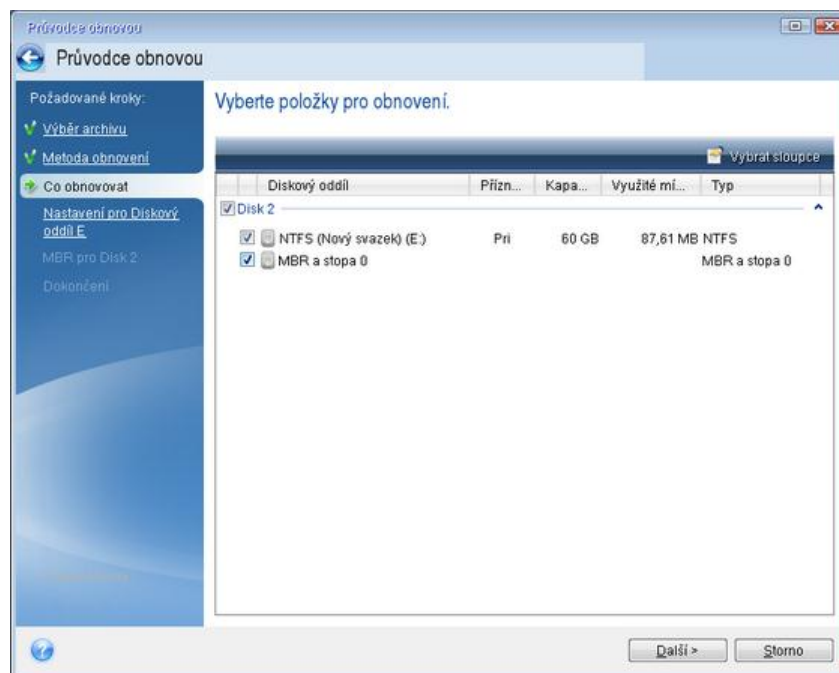 Průvodce obnovou
Průvodce obnovou
Požadované kroky:
Výběr archivu
Metoda obnovení
Co obnovovat
Nastavení pro Diskový
oddíl E
MBR pro Disk 2
Dokončení
Vyberte položky pro obnovení.
Vybrat sloupce
Diskový oddíl Přízn... Kapa... Využité mí... Typ
Disk 2
NTFS (Nový svazek) (E:) Pri 60 GB 87,61 MB NTFS
MBR a stopa 0 MBR a stopa 0
Další > Storno